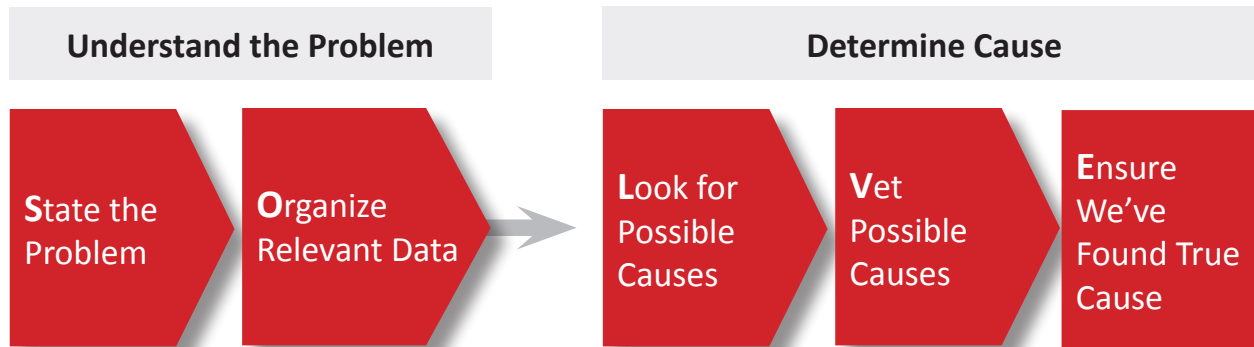 Understand the Problem
Determine Cause
State the
Problem
Organize
Relevant Data
Look for
Possible
Causes
Vet
Possible
Causes
Ensure
We’ve
Found True
Cause